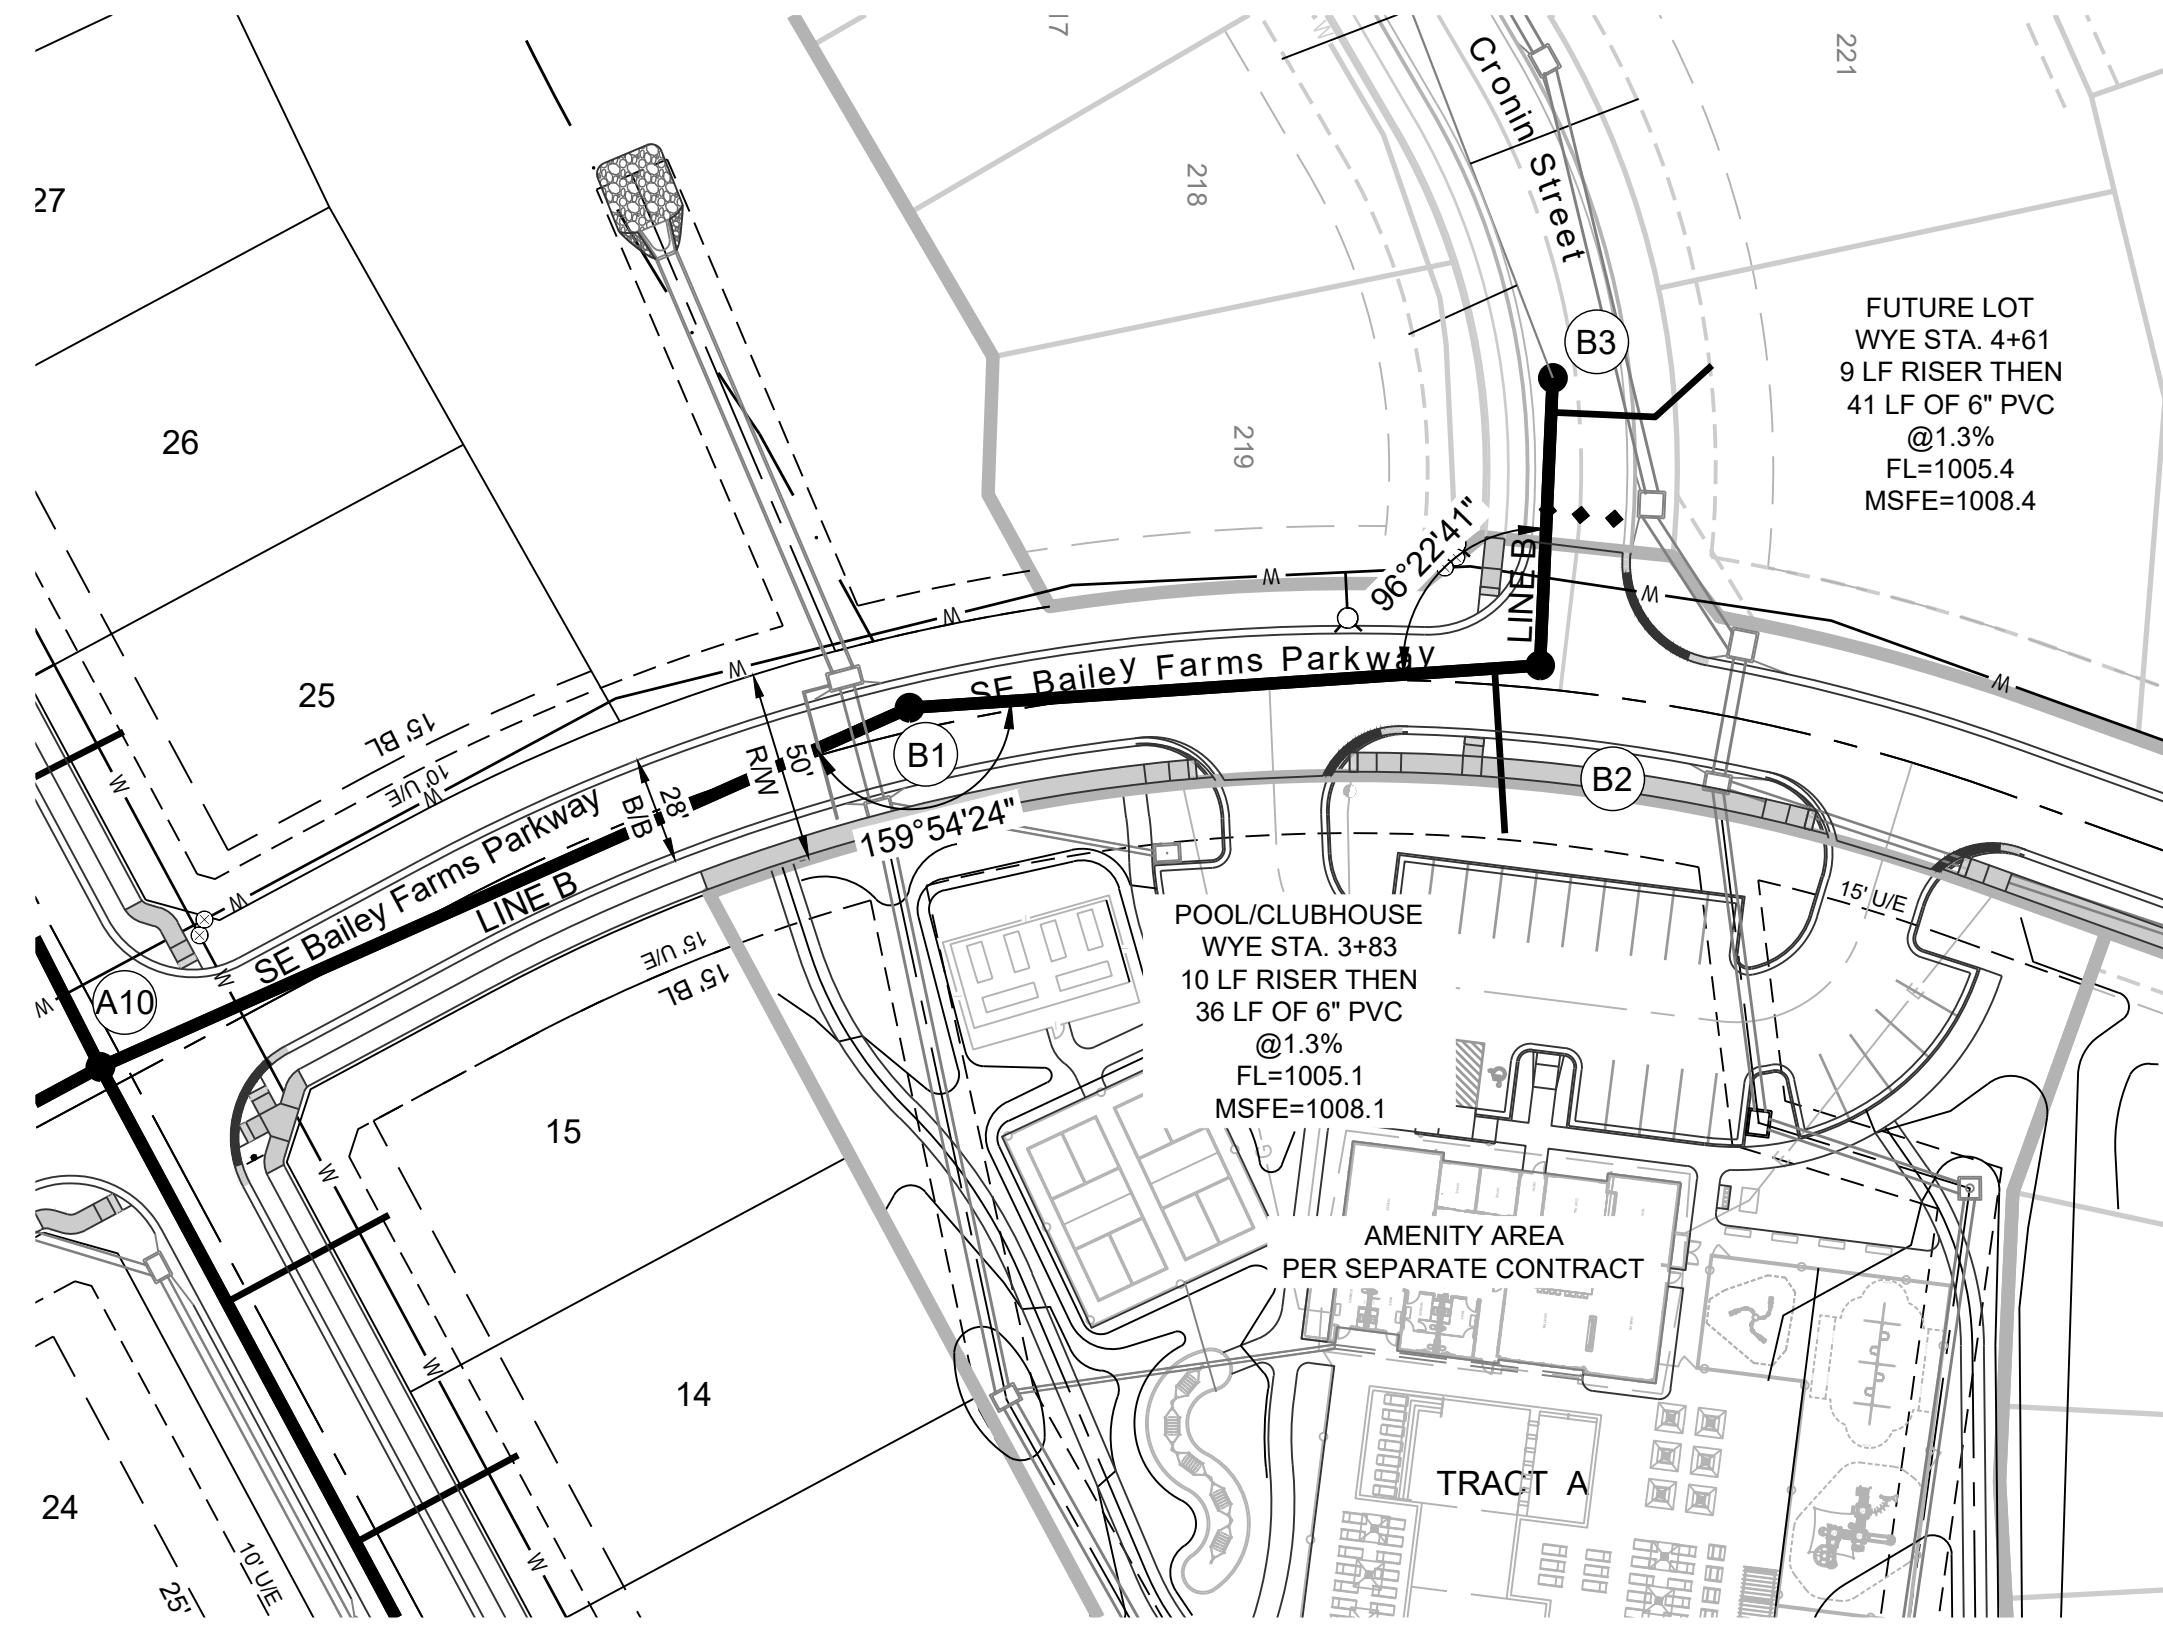 17
221
Cronin Street
218
27
26
B3
FUTURE LOT
WYE STA. 4+61
9 LF RISER THEN
41 LF OF 6" PVC
@1.3%
FL=1005.4
MSFE=1008.4
219
96°22'41"
LINE B
W
W
W
W
W
W
SE Bailey Farms Parkway
25
15' BL
10' U/E
W
W
W
50'
R/W
B1
B2
28'
B/B
159°54'24"
SE Bailey Farms Parkway
LINE B
15' U/E
15' U/E
15' BL
A10
W
W
POOL/CLUBHOUSE
WYE STA. 3+83
10 LF RISER THEN
36 LF OF 6" PVC
@1.3%
FL=1005.1
MSFE=1008.1
15
W
AMENITY AREA
PER SEPARATE CONTRACT
W
14
TRACT A
24
W
10' U/E
25'